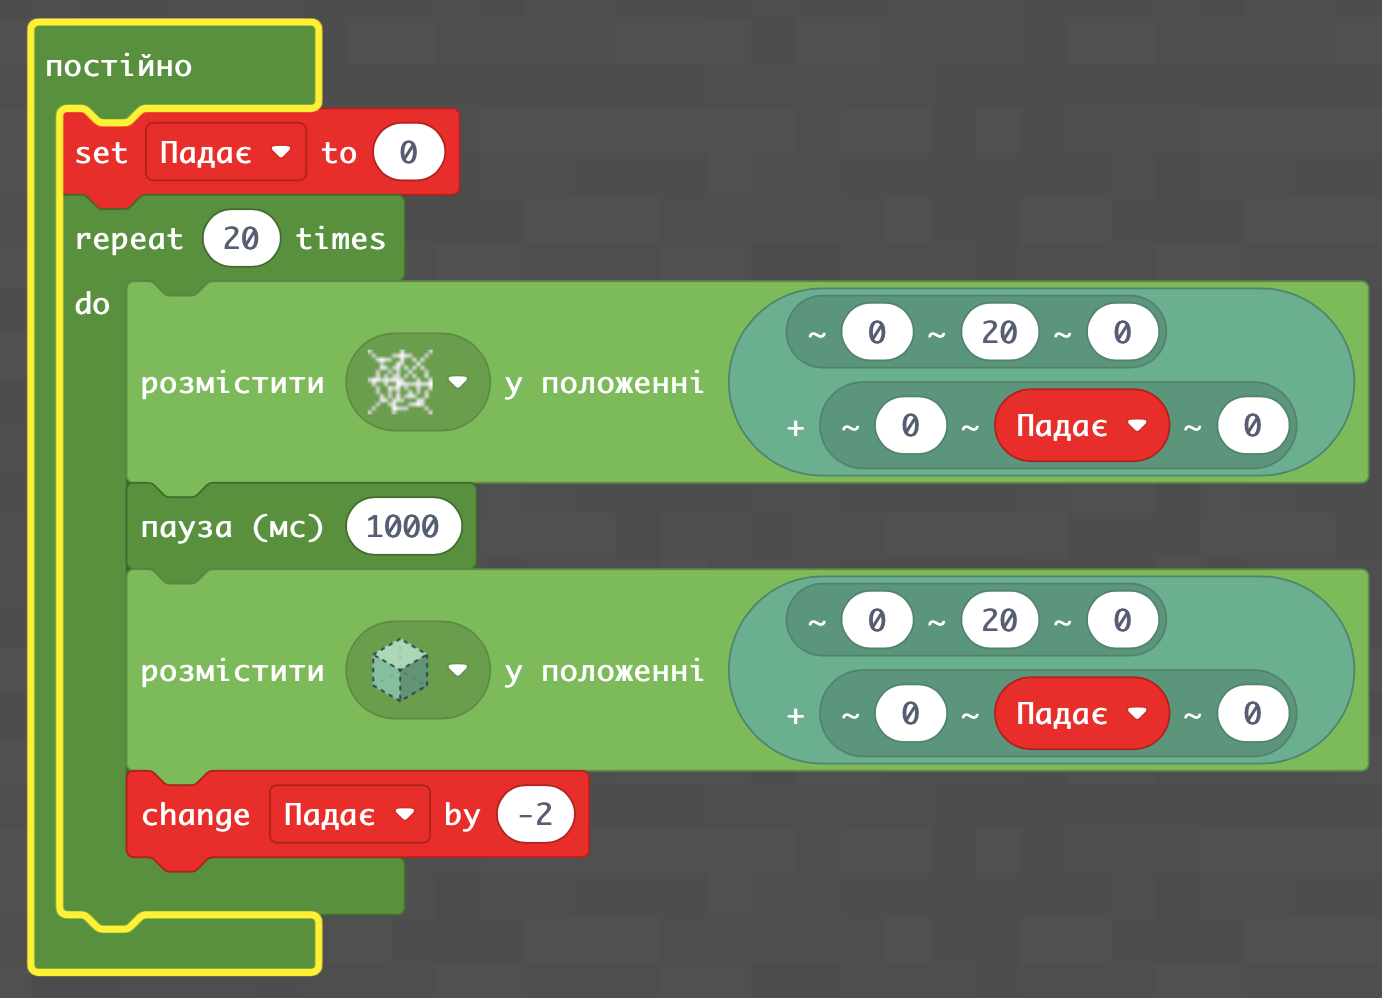 постійно
set Падає to 0
repeat 20 times
do
~ 0 ~ 20 ~ 0
розмістити у положенні
+ ~ 0 ~ Падає ~ 0
пауза (мс) 1000
~ 0 ~ 20 ~ 0
розмістити у положенні
+ ~ 0 ~ Падає ~ 0
change Падає by -2